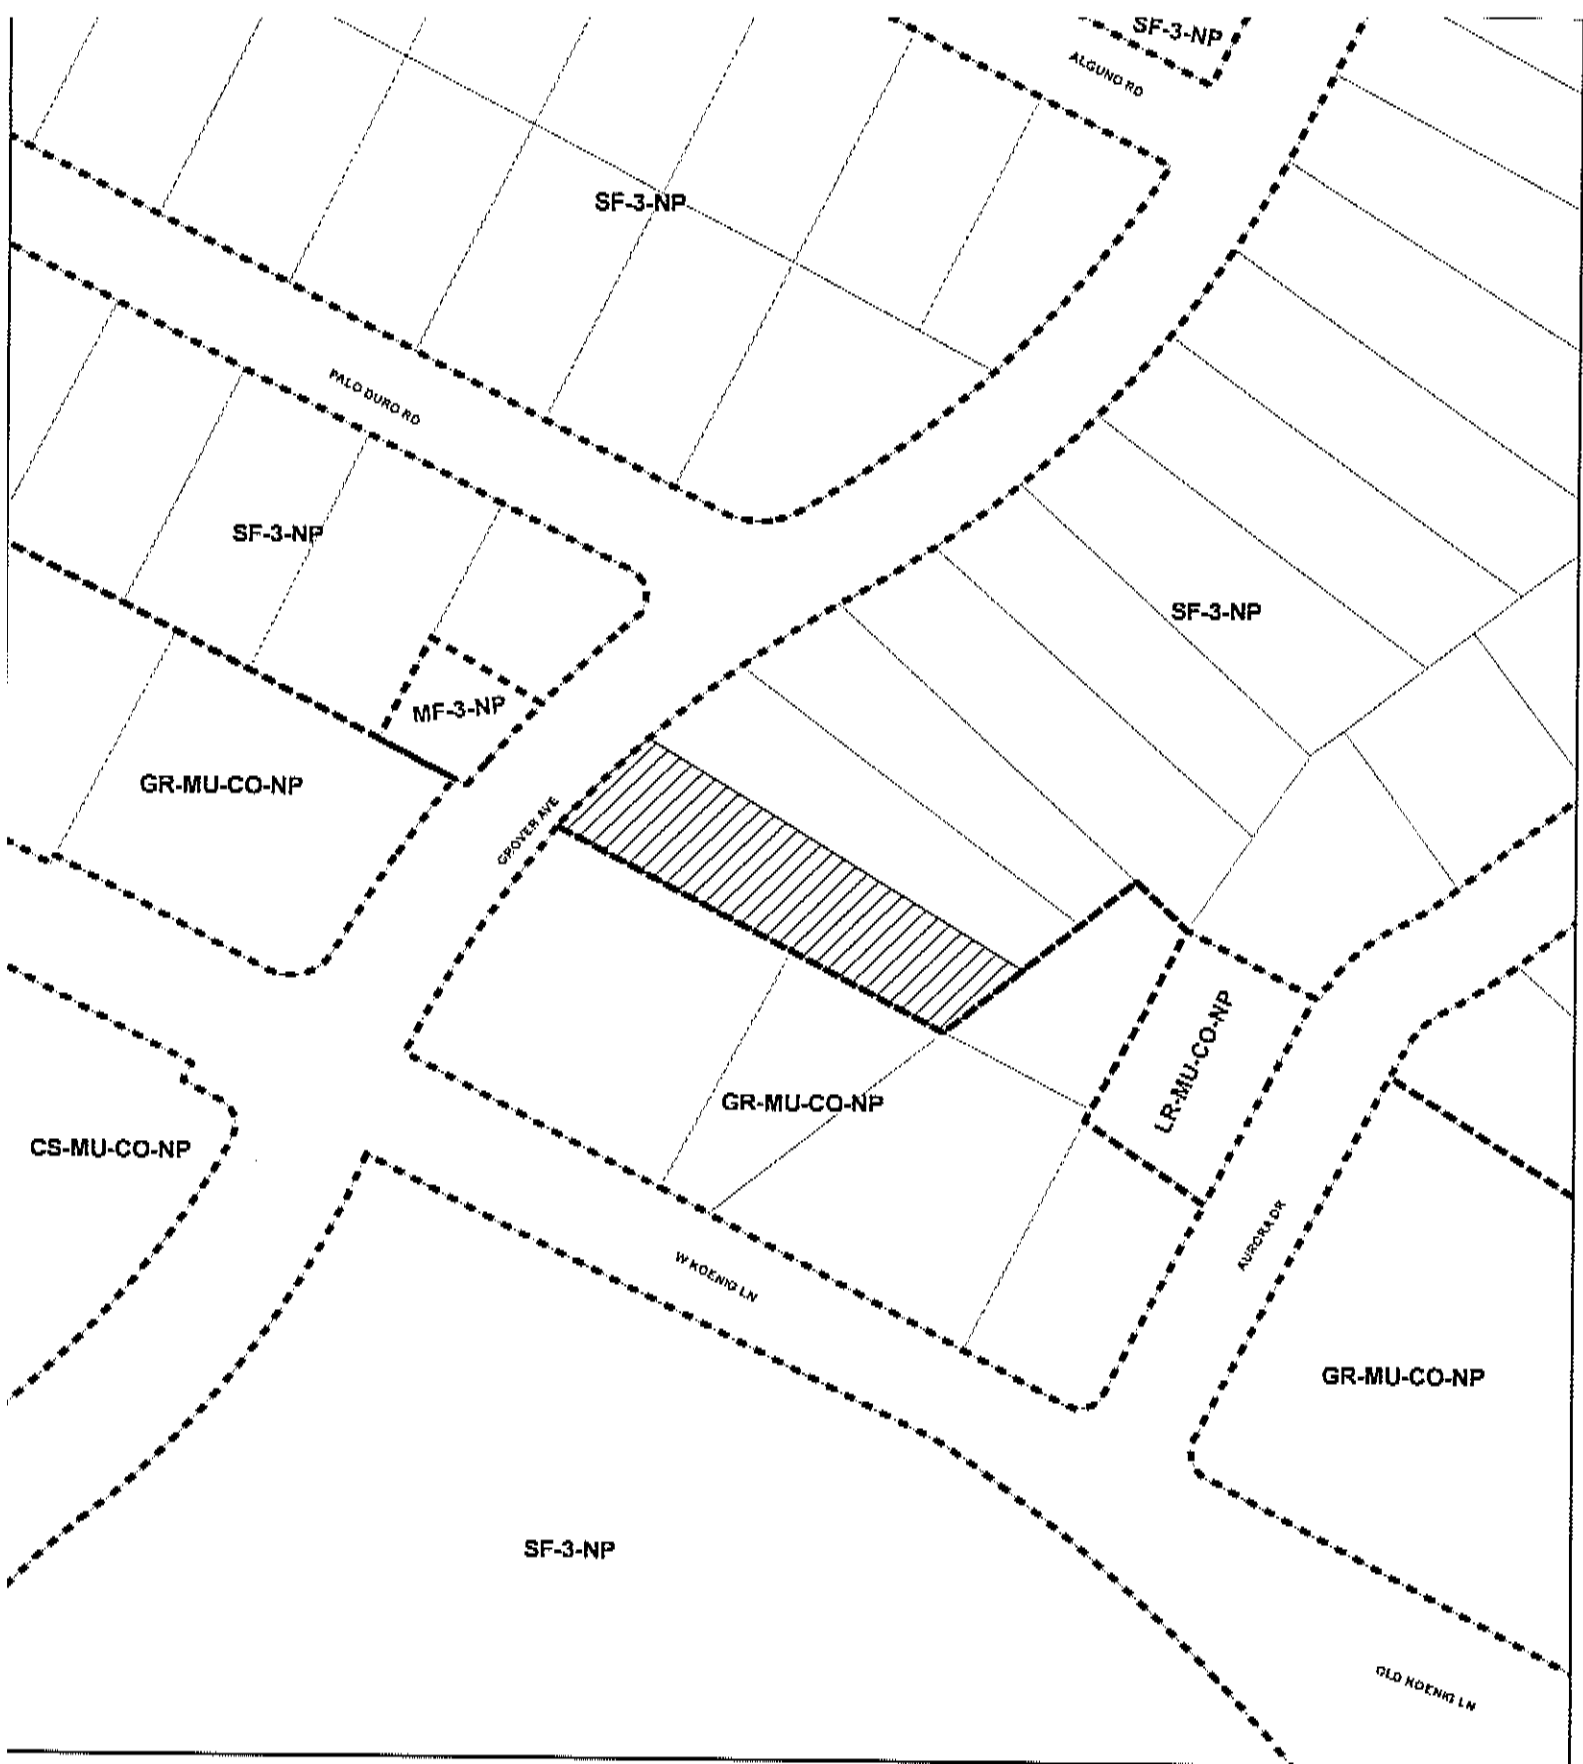 SF-3-NP
ALGUNO RD
SF-3-NP
PALO DURO RD
SF-3-NP
SF-3-NP
MF-3-NP
GR-MU-CO-NP
GROVER AVE
LR-MU-CO-NP
GR-MU-CO-NP
CS-MU-CO-NP
AURORA DR
W KOENIG LN
GR-MU-CO-NP
SF-3-NP
OLD KOENIG LN